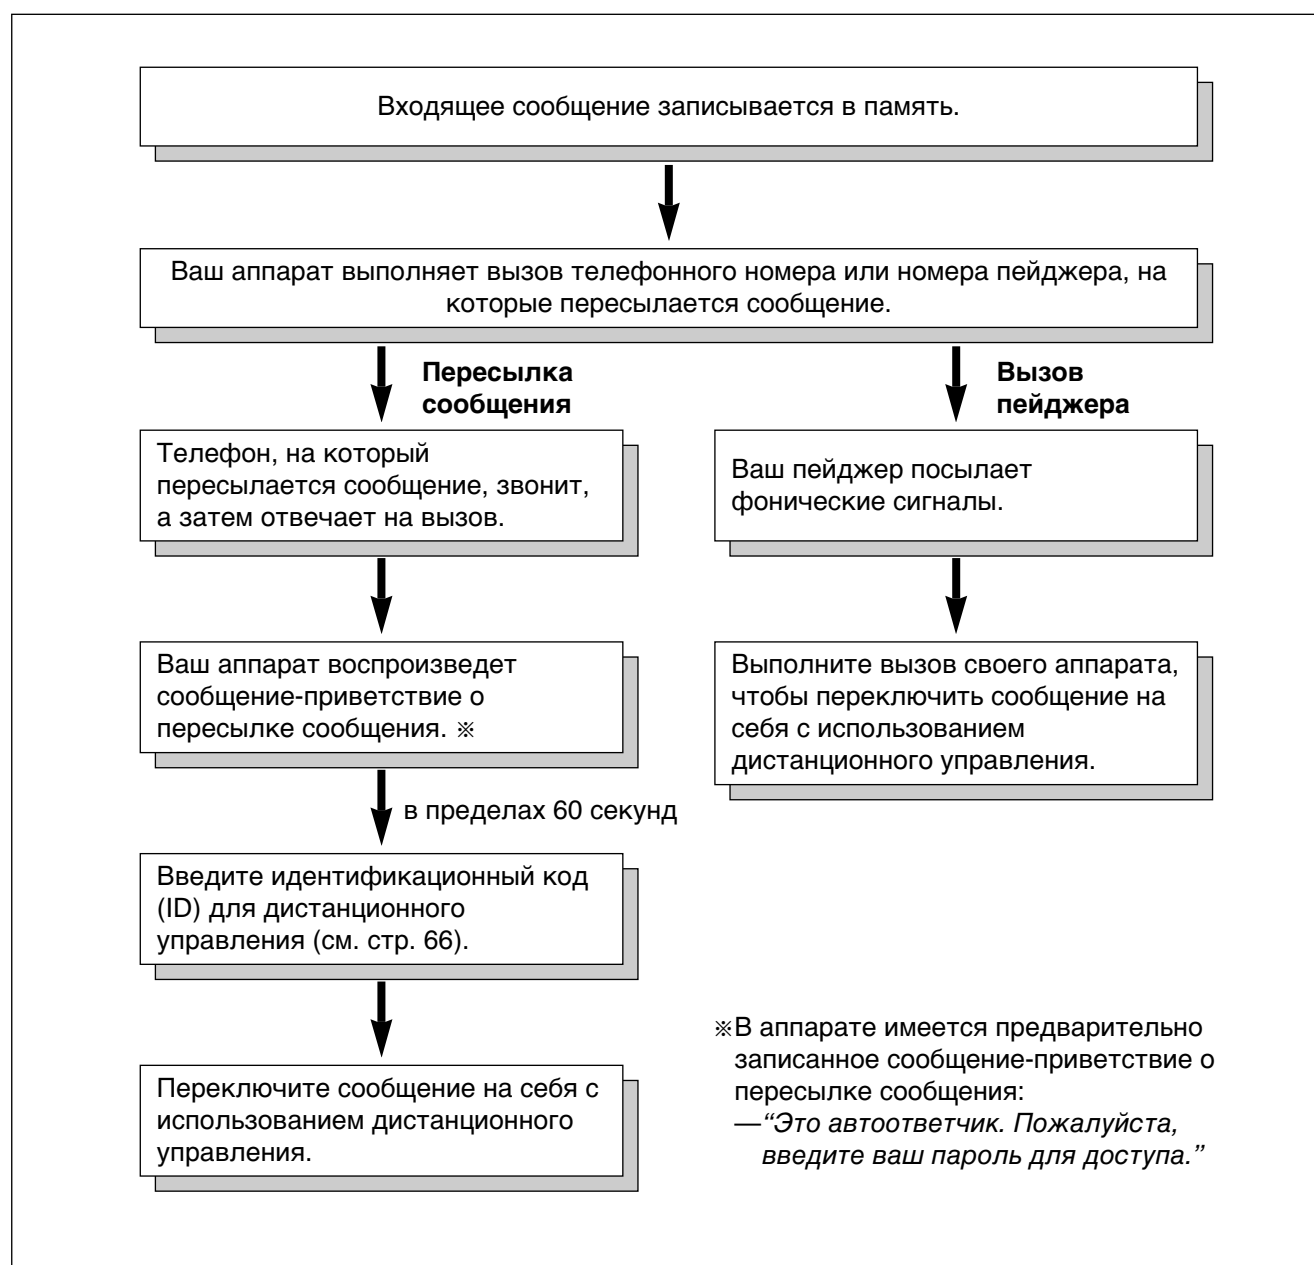 Входящее сообщение записывается в память.
Ваш аппарат выполняет вызов телефонного номера или номера пейджера, на
которые пересылается сообщение.
Пересылка
сообщения
Вызов
пейджера
Телефон, на который
пересылается сообщение, звонит,
а затем отвечает на вызов.
Ваш пейджер посылает
фонические сигналы.
Ваш аппарат воспроизведет
сообщение-приветствие о
пересылке сообщения. ※
Выполните вызов своего аппарата,
чтобы переключить сообщение на
себя с использованием
дистанционного управления.
в пределах 60 секунд
Введите идентификационный код
(ID) для дистанционного
управления (см. стр. 66).
Переключите сообщение на себя с
использованием дистанционного
управления.
※В аппарате имеется предварительно
записанное сообщение-приветствие о
пересылке сообщения:
—“Это автоответчик. Пожалуйста,
введите ваш пароль для доступа.”